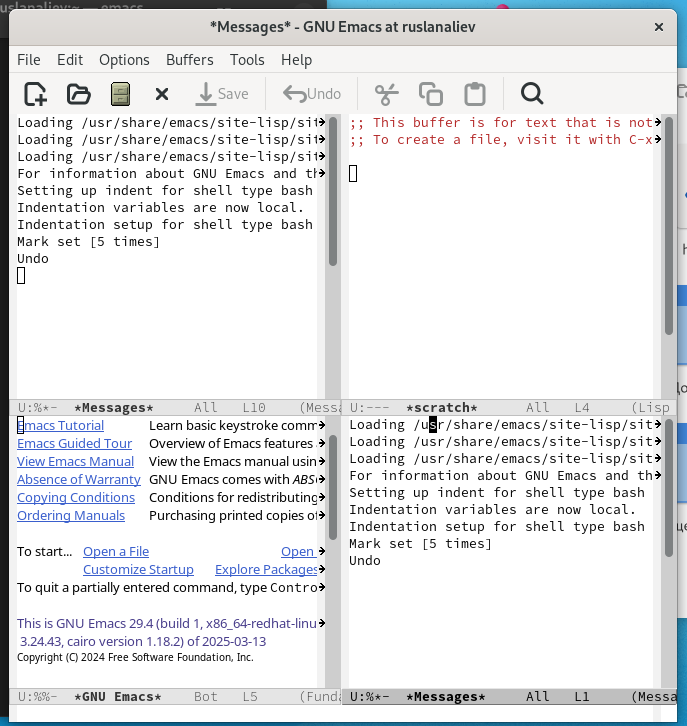 ruslanaliev:~ — emacs
*Messages* - GNU Emacs at ruslanaliev
File Edit Options Buffers Tools Help
Save Undo
Loading /usr/share/emacs/site-lisp/sit
Loading /usr/share/emacs/site-lisp/sit
Loading /usr/share/emacs/site-lisp/sit
For information about GNU Emacs and th
Setting up indent for shell type bash
Indentation variables are now local.
Indentation setup for shell type bash
Mark set [5 times]
Undo
U:%*- *Messages* All L10 (Messa
;; This buffer is for text that is not
;; To create a file, visit it with C-x
U:--- *scratch* All L4 (Lisp
Emacs Tutorial Learn basic keystroke comm
Emacs Guided Tour Overview of Emacs features
View Emacs Manual View the Emacs manual usin
Absence of Warranty GNU Emacs comes with ABS
Copying Conditions Conditions for redistributing
Ordering Manuals Purchasing printed copies o
To start... Open a File Open
Customize Startup Explore Packages
To quit a partially entered command, type Contro
This is GNU Emacs 29.4 (build 1, x86_64-redhat-linu
3.24.43, cairo version 1.18.2) of 2025-03-13
Copyright (C) 2024 Free Software Foundation, Inc.
U:%%- *GNU Emacs* Bot L5 (Funda
Loading /usr/share/emacs/site-lisp/sit
Loading /usr/share/emacs/site-lisp/sit
Loading /usr/share/emacs/site-lisp/sit
For information about GNU Emacs and th
Setting up indent for shell type bash
Indentation variables are now local.
Indentation setup for shell type bash
Mark set [5 times]
Undo
U:%*- *Messages* All L1 (Messa